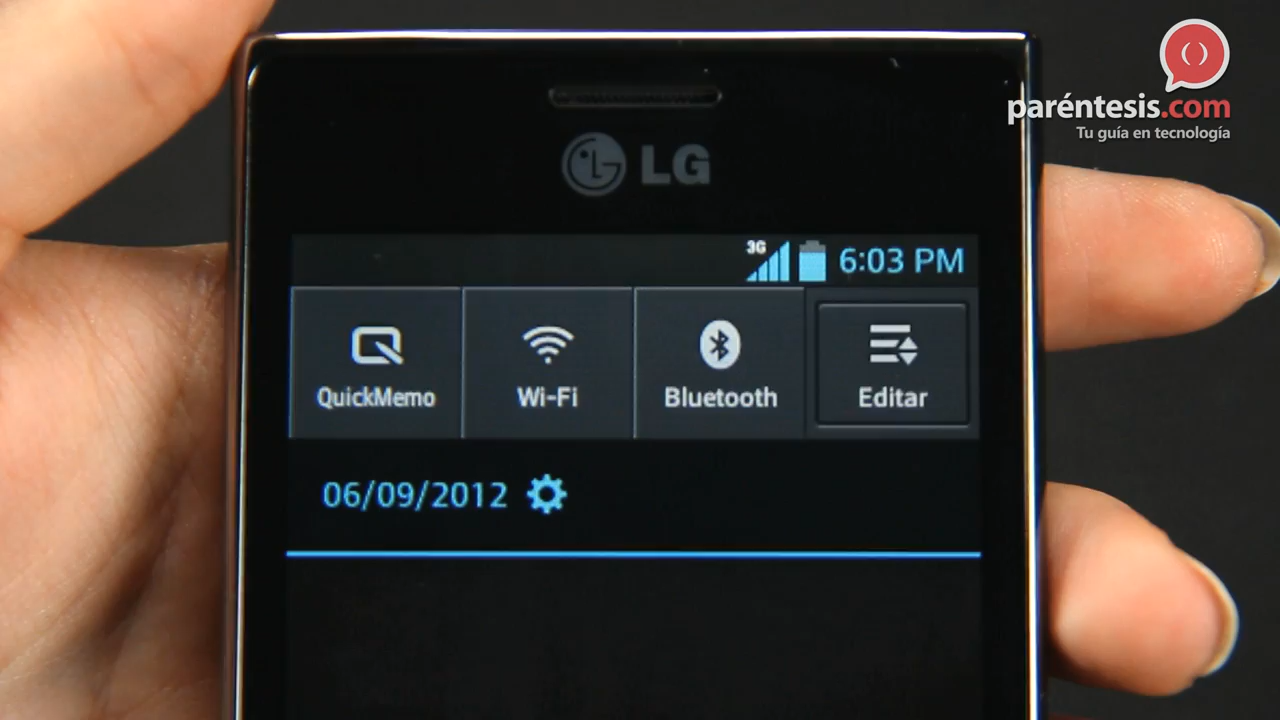 paréntesis.com
Tu guía en tecnología
LG
3G 6:03 PM
QuickMemo Wi-Fi Bluetooth Editar
06/09/2012